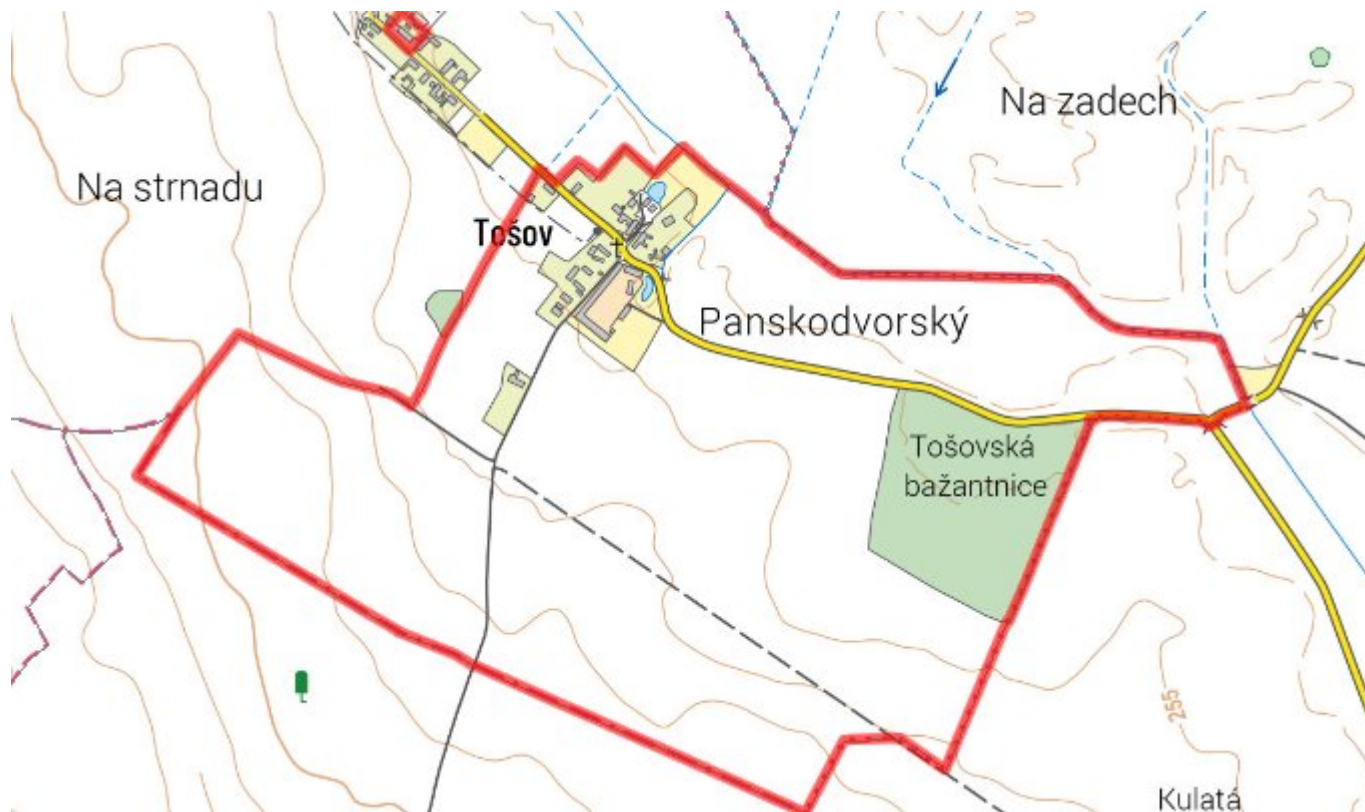 Na zadech
Na strnadu
Tošov
Panskodvorský
Tošovská
bažantnice
255
Kulatá